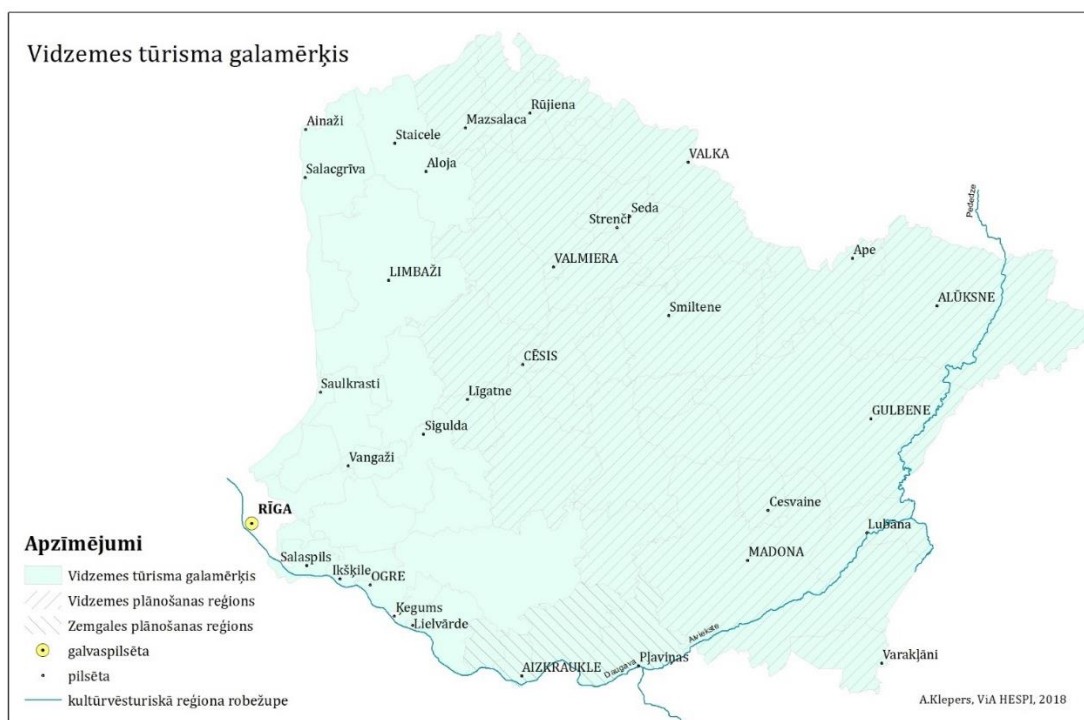 Vidzemes tūrisma galamērķis
Rūjiena
Ainaži
Mazsalaca
Staicele
VALKA
Aloja
Salacgrīva
Pededze
Seda
Strenči
Ape
VALMIERA
LIMBAŽI
ALŪKSNE
Smiltene
CĒSIS
Saulkrasti
Līgatne
GULBENE
Sigulda
Vangaži
RĪGA
Cesvaine
Lubāna
Apzīmējumi
Salaspils
MADONA
Vidzemes tūrisma galamērķis
Ikšķile
OGRE
Vidzemes plānošanas reģions
Ķegums
Zemgales plānošanas reģions
Lielvārde
Aiviekste
galvaspilsēta
Daugava
Pļaviņas
Varakļāni
pilsēta
AIZKRAUKLE
kultūrvēsturiskā reģiona robežupe
A.Klepers, ViA HESPI, 2018